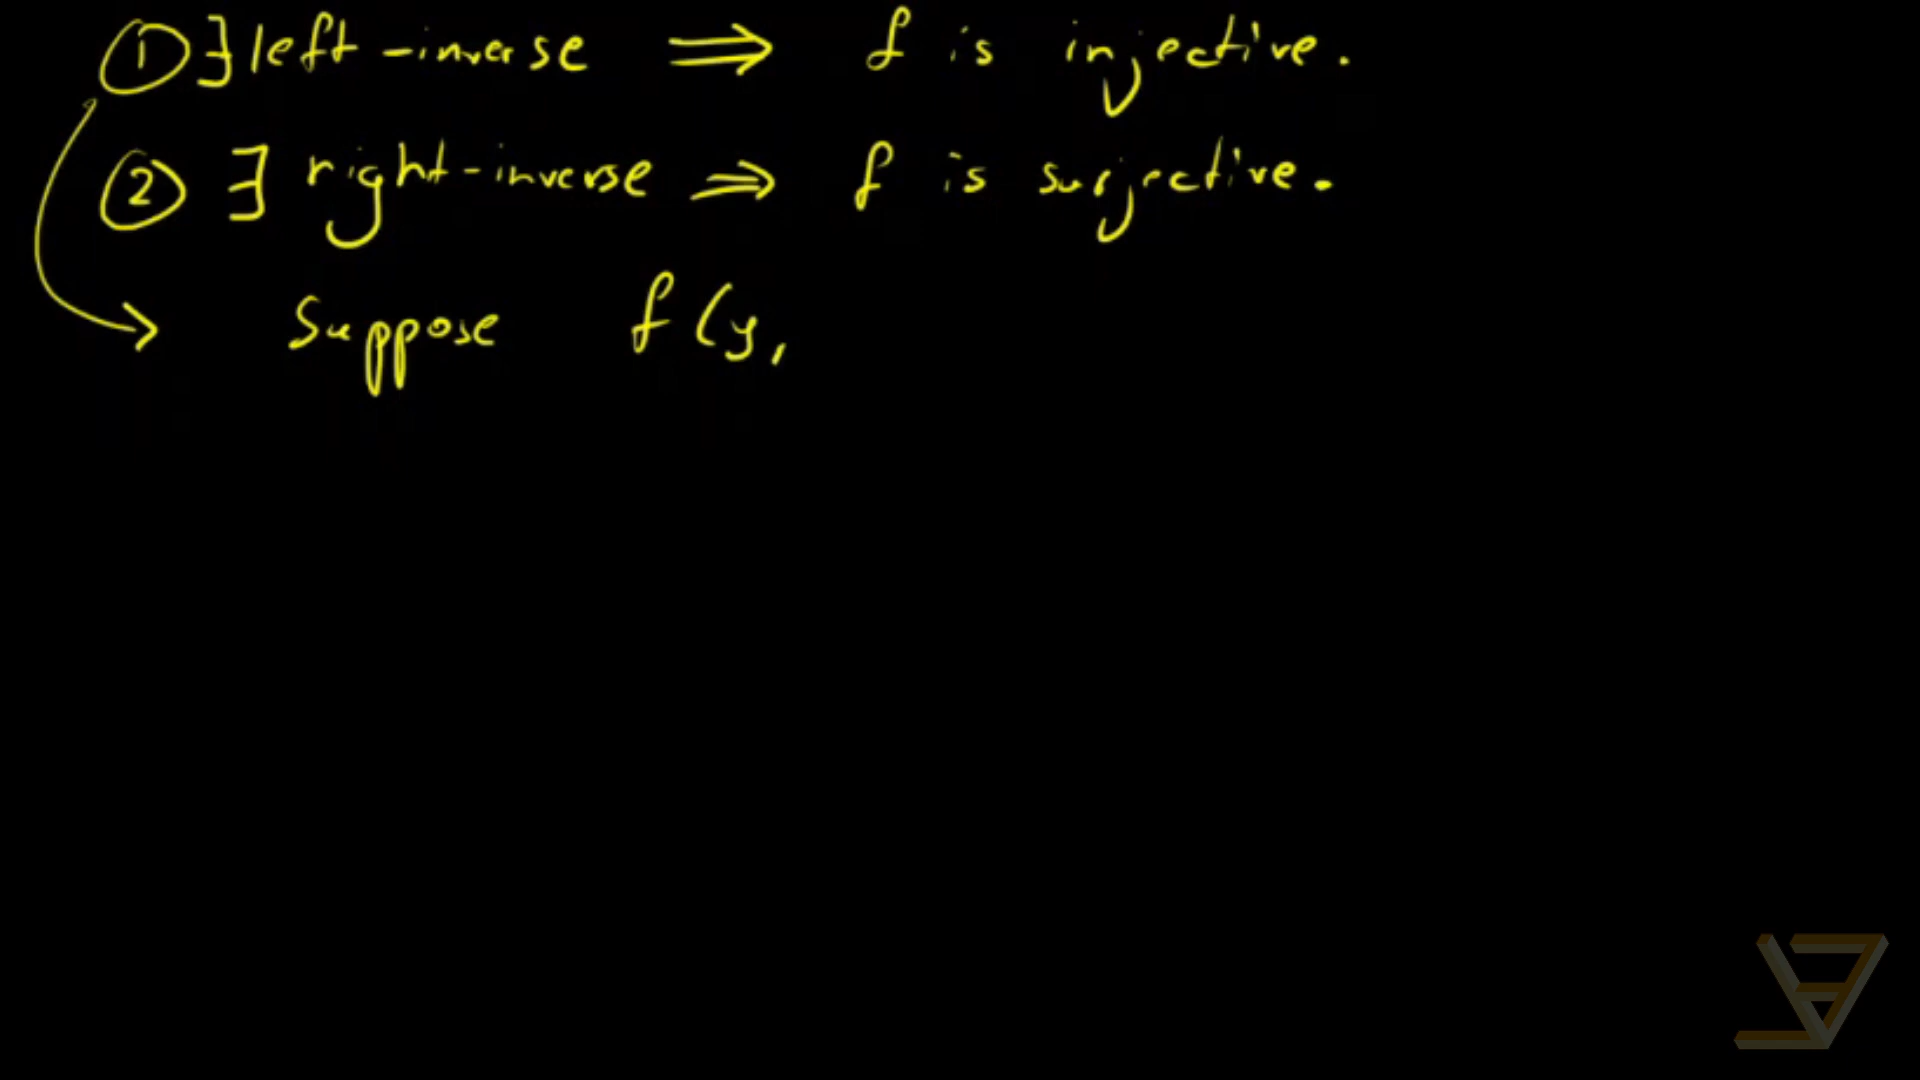 ① ∃ left-inverse ⟹ f is injective.
② ∃ right-inverse ⟹ f is surjective.
Suppose f(y,